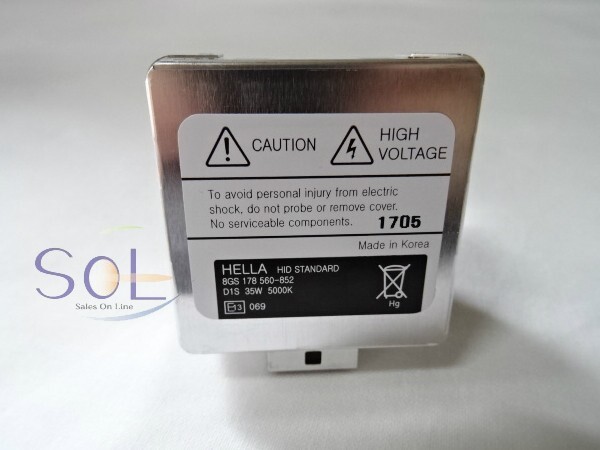 CAUTION
HIGH
VOLTAGE
To avoid personal injury from electric
shock, do not probe or remove cover.
No serviceable components. 1705
Made in Korea
HELLA HID STANDARD
8GS 178 560-852
D1S 35W 5000K
3 069
Hg
SOL
Sales On Line